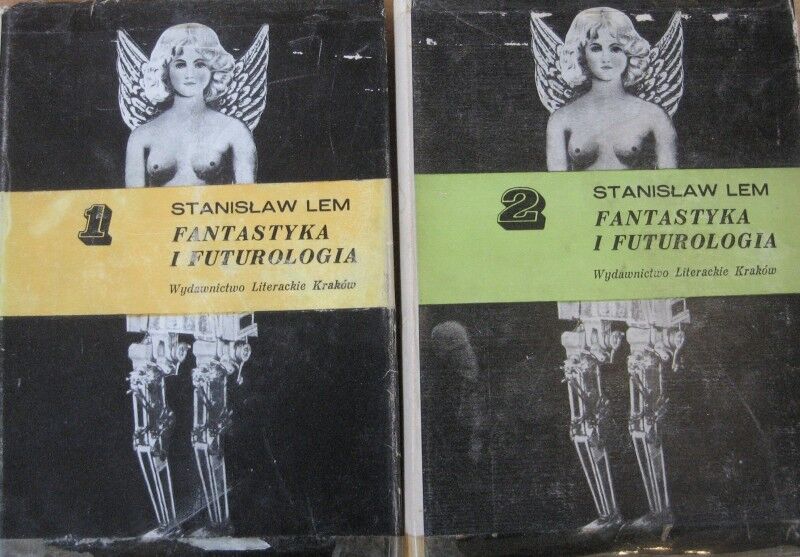 1
STANISŁAW LEM
FANTASTYKA
I FUTUROLOGIA
Wydawnictwo Literackie Kraków
2
STANISŁAW LEM
FANTASTYKA
I FUTUROLOGIA
Wydawnictwo Literackie Kraków